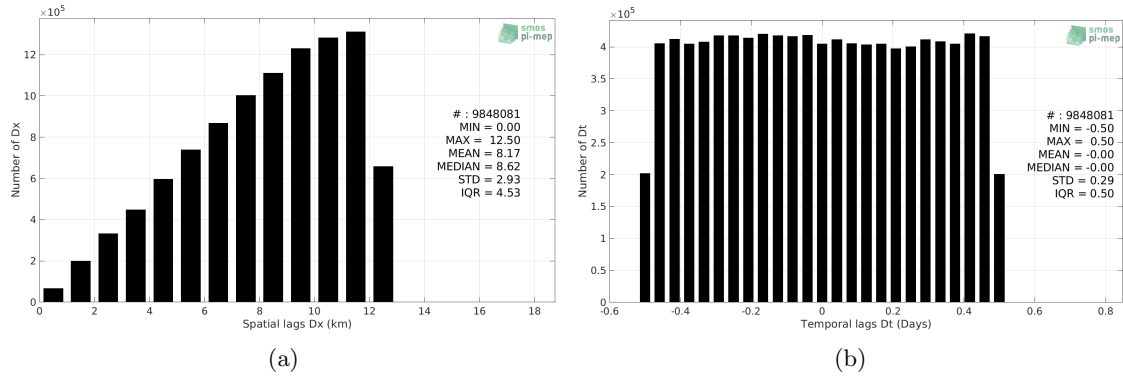 ×10⁵
smos
pi-mep
12
10
8
6
4
2
0
Number of Dx
# : 9848081
MIN = 0.00
MAX = 12.50
MEAN = 8.17
MEDIAN = 8.62
STD = 2.93
IQR = 4.53
0 2 4 6 8 10 12 14 16 18
Spatial lags Dx (km)
(a)
×10⁵
smos
pi-mep
4
3.5
3
2.5
2
1.5
1
0.5
0
Number of Dt
# : 9848081
MIN = -0.50
MAX = 0.50
MEAN = -0.00
MEDIAN = -0.00
STD = 0.29
IQR = 0.50
-0.6 -0.4 -0.2 0 0.2 0.4 0.6 0.8
Temporal lags Dt (Days)
(b)